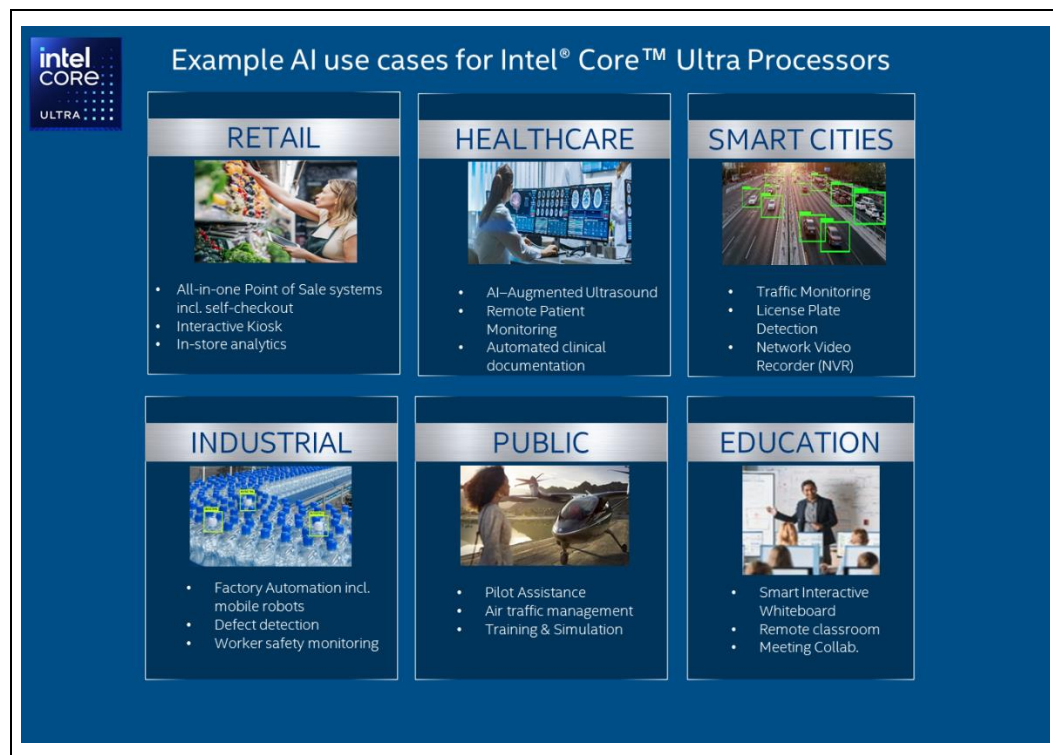 intel
CORE
ULTRA
Example AI use cases for Intel® Core™ Ultra Processors
RETAIL
• All-in-one Point of Sale systems
incl. self-checkout
• Interactive Kiosk
• In-store analytics
HEALTHCARE
• AI–Augmented Ultrasound
• Remote Patient
Monitoring
• Automated clinical
documentation
SMART CITIES
• Traffic Monitoring
• License Plate
Detection
• Network Video
Recorder (NVR)
INDUSTRIAL
• Factory Automation incl.
mobile robots
• Defect detection
• Worker safety monitoring
PUBLIC
• Pilot Assistance
• Air traffic management
• Training & Simulation
EDUCATION
• Smart Interactive
Whiteboard
• Remote classroom
• Meeting Collab.